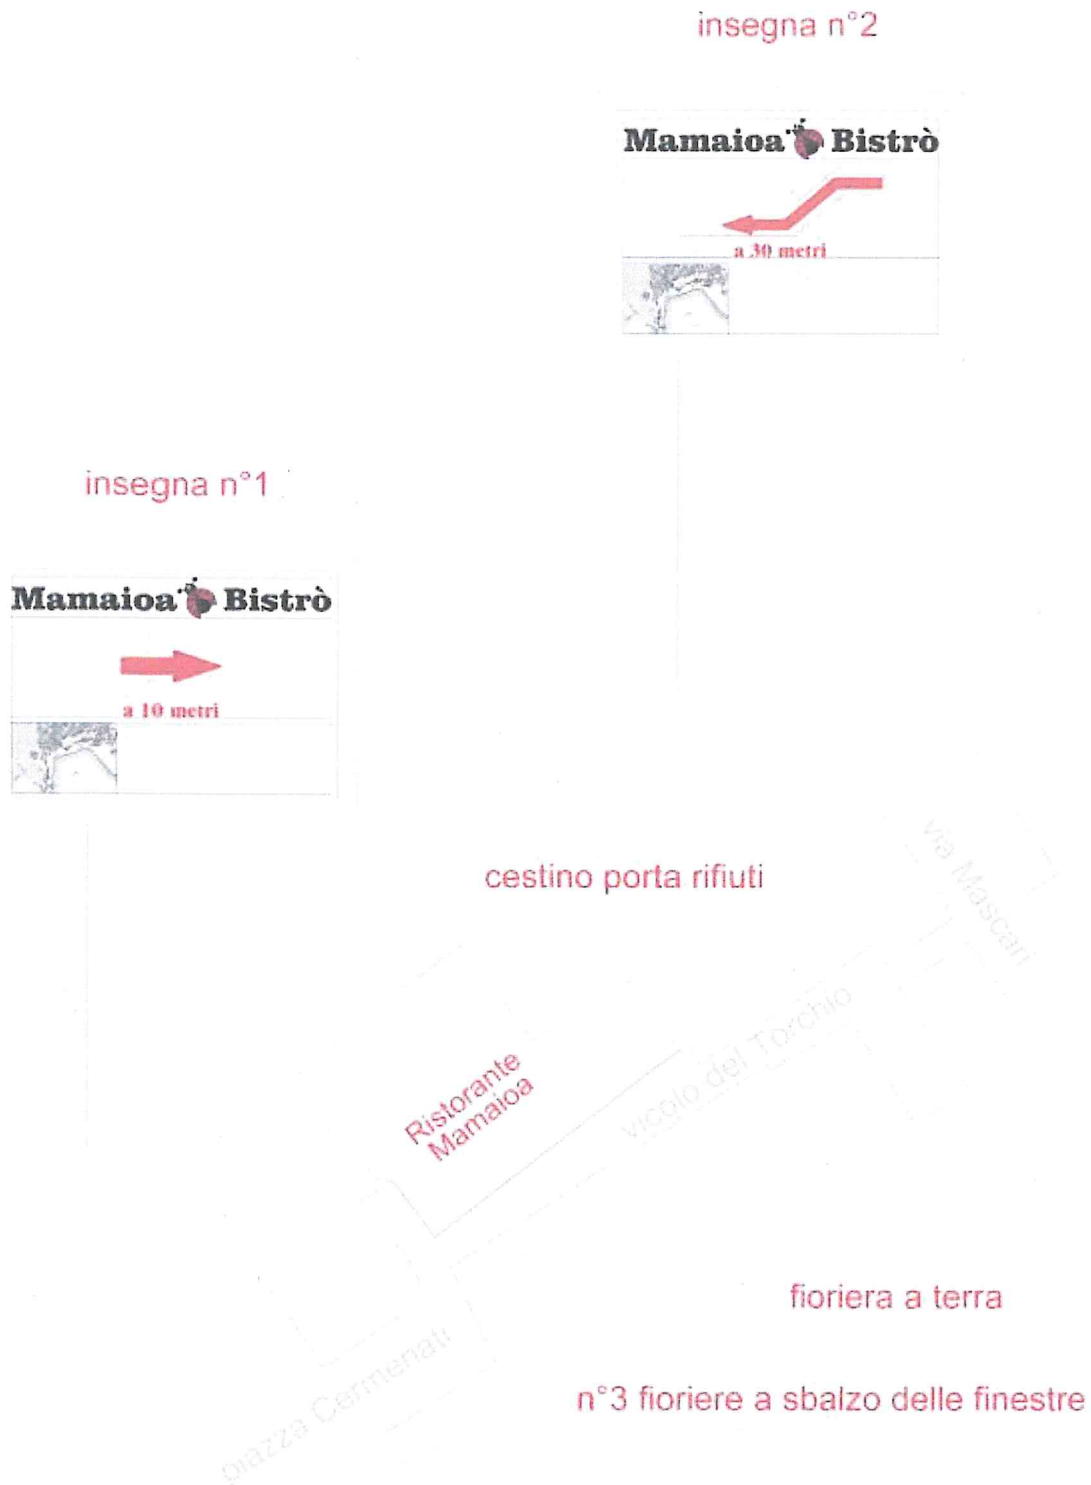 insegna n°2
Mamaioa Bistrò
a 30 metri
insegna n°1
Mamaioa Bistrò
a 10 metri
cestino porta rifiuti
via Mascari
vicolo del Torchio
Ristorante
Mamaioa
fioriera a terra
piazza Cermenati
n°3 fioriere a sbalzo delle finestre